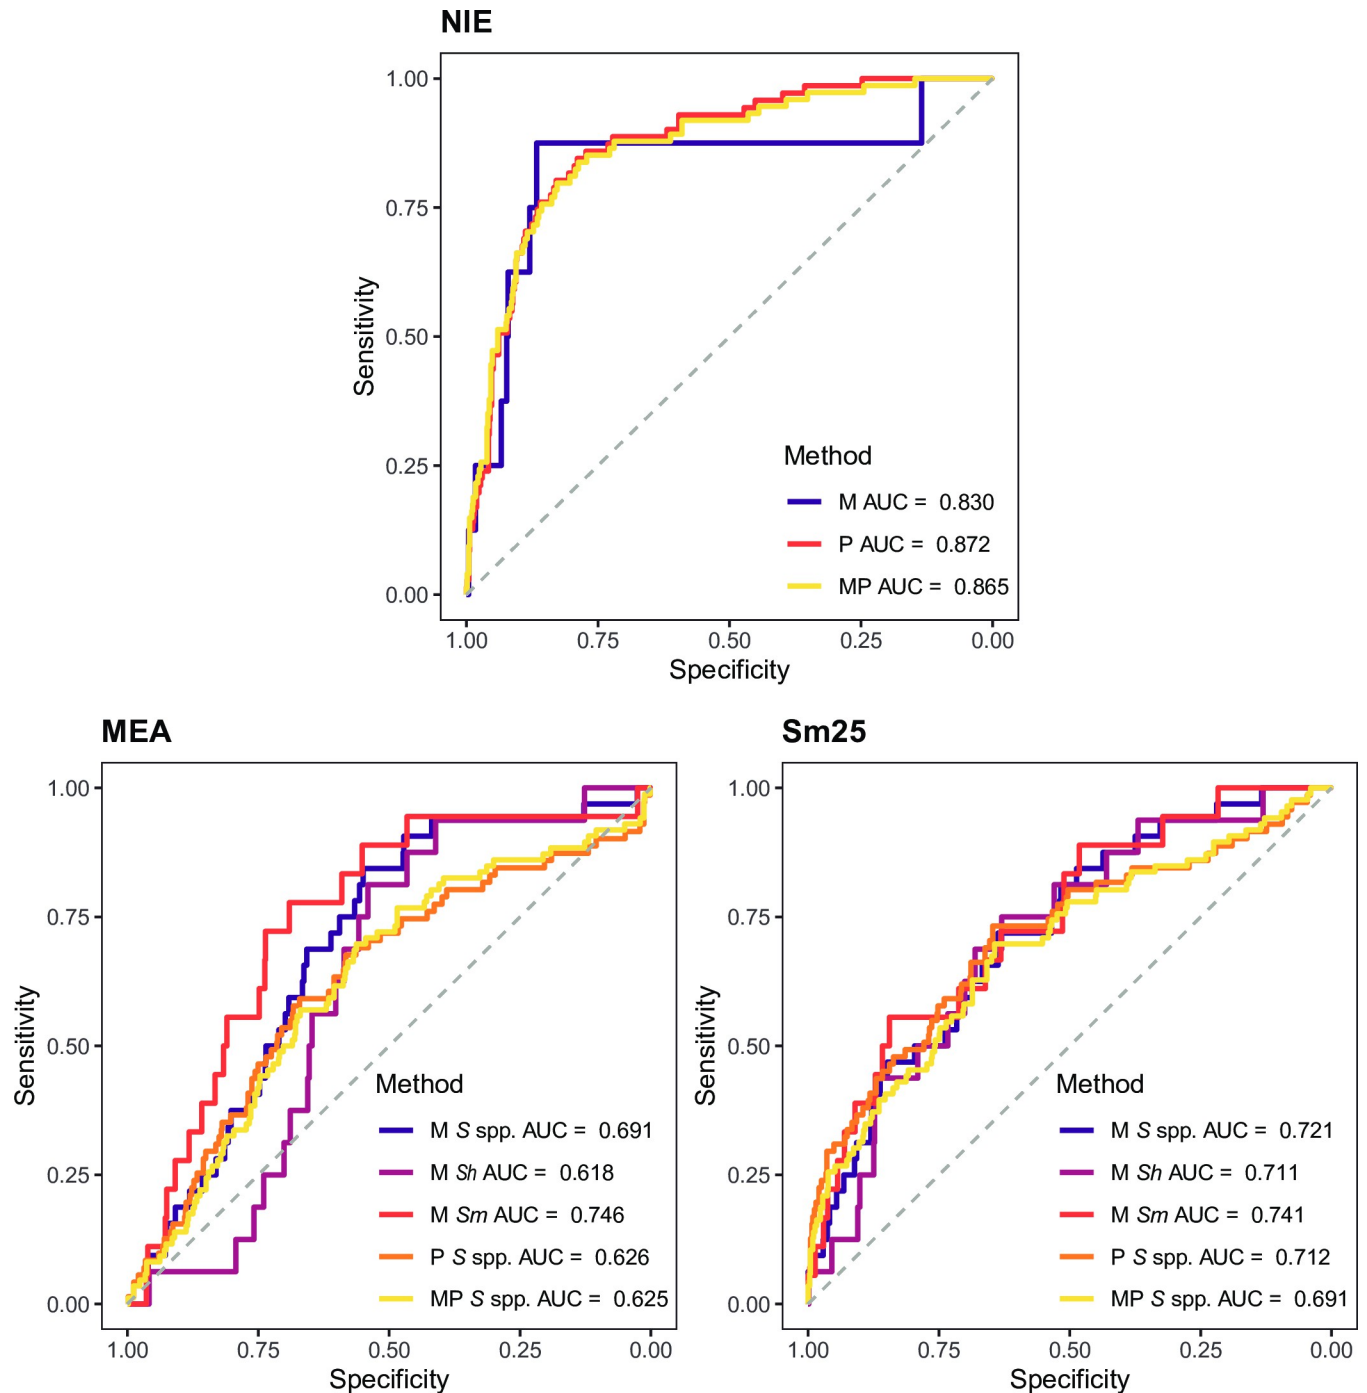 NIE
1.00
0.75
0.50
0.25
0.00
Sensitivity
Method
M AUC = 0.830
P AUC = 0.872
MP AUC = 0.865
1.00 0.75 0.50 0.25 0.00
Specificity
MEA
1.00
0.75
0.50
0.25
0.00
Sensitivity
Method
M S spp. AUC = 0.691
M Sh AUC = 0.618
M Sm AUC = 0.746
P S spp. AUC = 0.626
MP S spp. AUC = 0.625
1.00 0.75 0.50 0.25 0.00
Specificity
Sm25
1.00
0.75
0.50
0.25
0.00
Sensitivity
Method
M S spp. AUC = 0.721
M Sh AUC = 0.711
M Sm AUC = 0.741
P S spp. AUC = 0.712
MP S spp. AUC = 0.691
1.00 0.75 0.50 0.25 0.00
Specificity